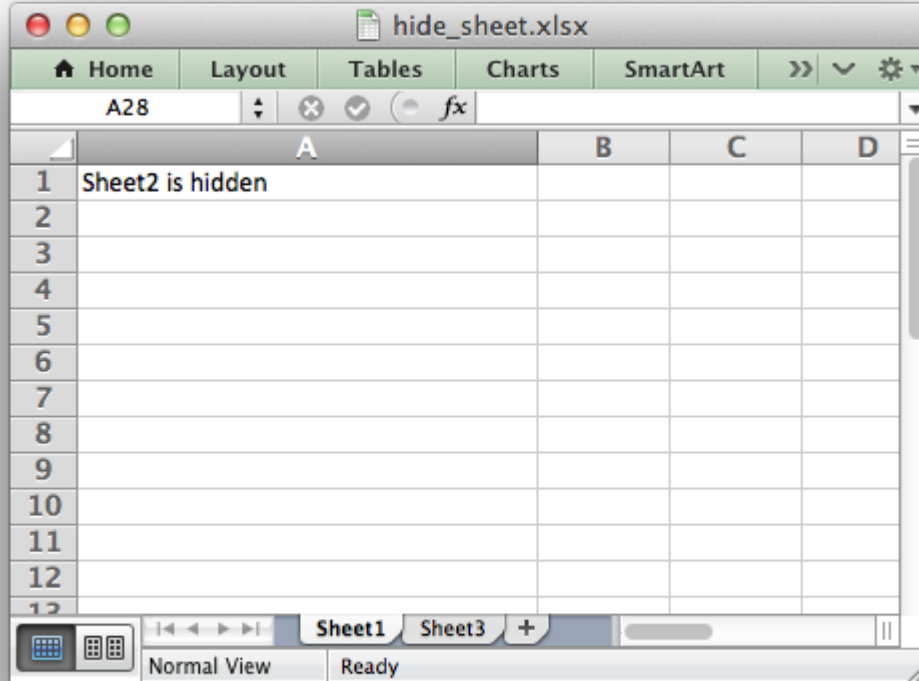 hide_sheet.xlsx
Home Layout Tables Charts SmartArt
A28 fx
A B C D
1 Sheet2 is hidden
2
3
4
5
6
7
8
9
10
11
12
13
Sheet1 Sheet3 +
Normal View Ready